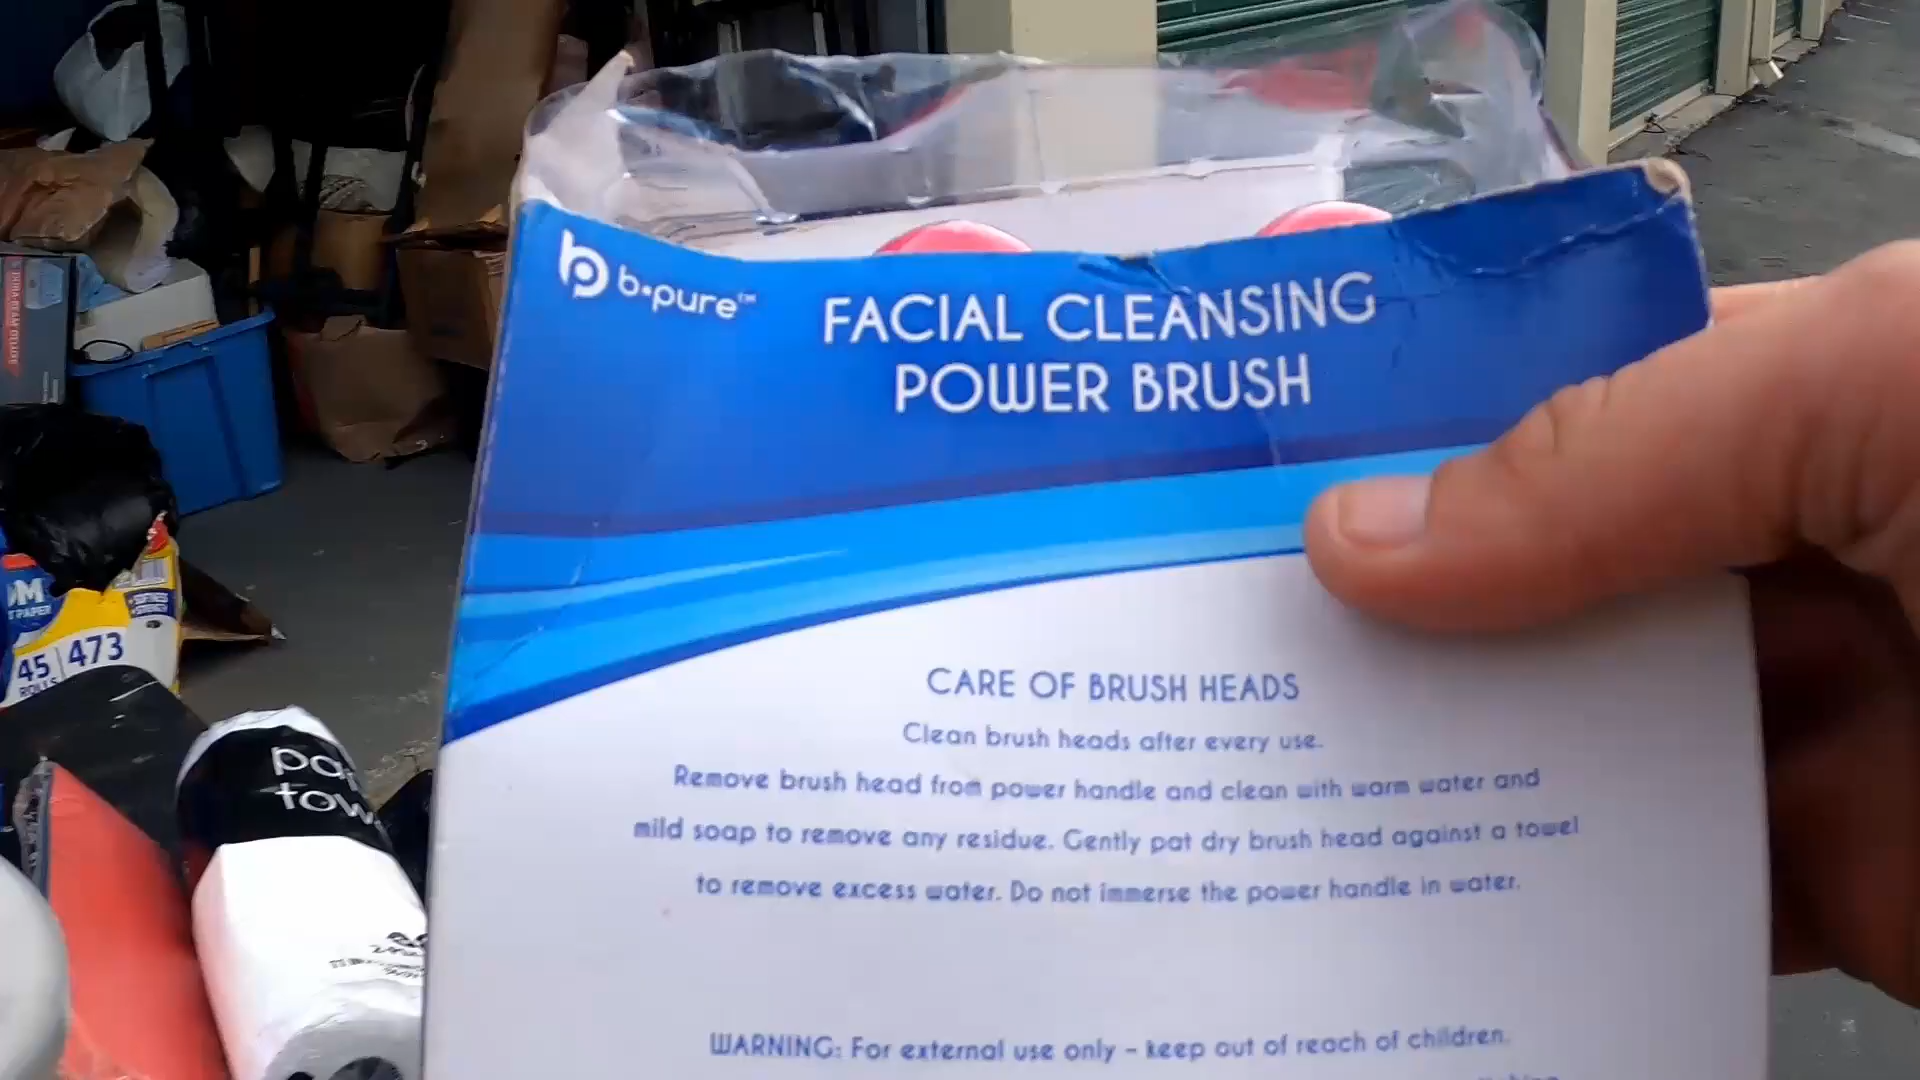 b•pure™
FACIAL CLEANSING
POWER BRUSH
CARE OF BRUSH HEADS
Clean brush heads after every use.
Remove brush head from power handle and clean with warm water and
mild soap to remove any residue. Gently pat dry brush head against a towel
to remove excess water. Do not immerse the power handle in water.
WARNING: For external use only – keep out of reach of children.
45 | 473
ROLLS